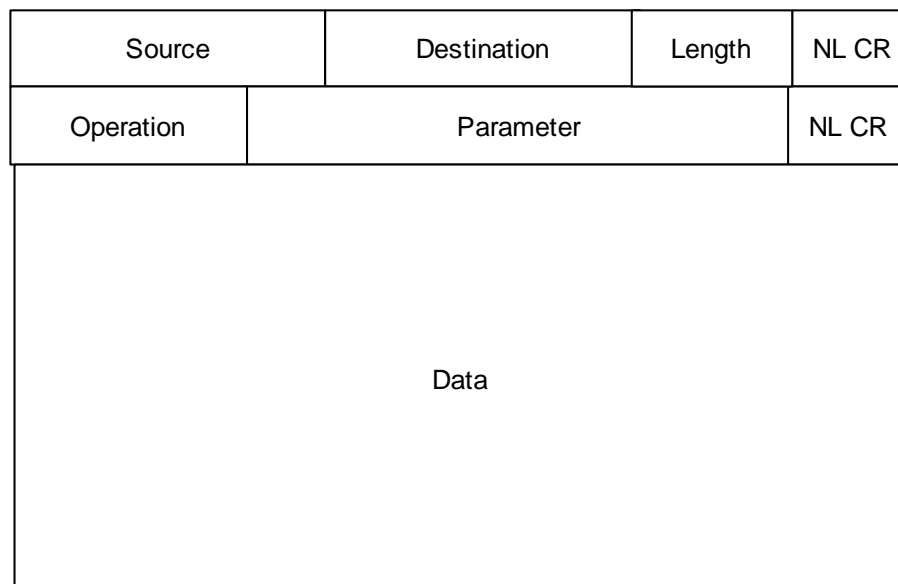 Source Destination Length NL CR
Operation Parameter NL CR
Data